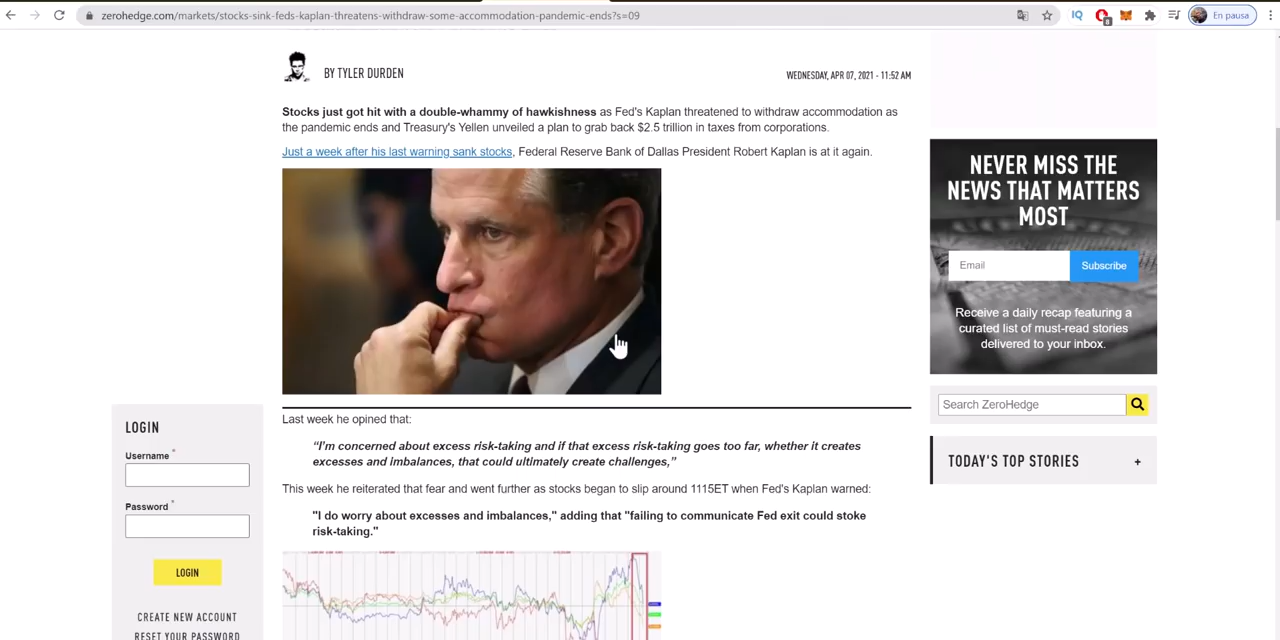 zerohedge.com/markets/stocks-sink-feds-kaplan-threatens-withdraw-some-accommodation-pandemic-ends?s=09
IQ
8
En pausa
BY TYLER DURDEN
WEDNESDAY, APR 07, 2021 - 11:52 AM
Stocks just got hit with a double-whammy of hawkishness as Fed's Kaplan threatened to withdraw accommodation as
the pandemic ends and Treasury's Yellen unveiled a plan to grab back $2.5 trillion in taxes from corporations.
Just a week after his last warning sank stocks, Federal Reserve Bank of Dallas President Robert Kaplan is at it again.
Last week he opined that:
“I’m concerned about excess risk-taking and if that excess risk-taking goes too far, whether it creates
excesses and imbalances, that could ultimately create challenges,”
This week he reiterated that fear and went further as stocks began to slip around 1115ET when Fed's Kaplan warned:
"I do worry about excesses and imbalances," adding that "failing to communicate Fed exit could stoke
risk-taking."
LOGIN
Username *
Password *
LOGIN
CREATE NEW ACCOUNT
RESET YOUR PASSWORD
NEVER MISS THE
NEWS THAT MATTERS
MOST
Email
Subscribe
Receive a daily recap featuring a
curated list of must-read stories
delivered to your inbox.
Search ZeroHedge
TODAY'S TOP STORIES +